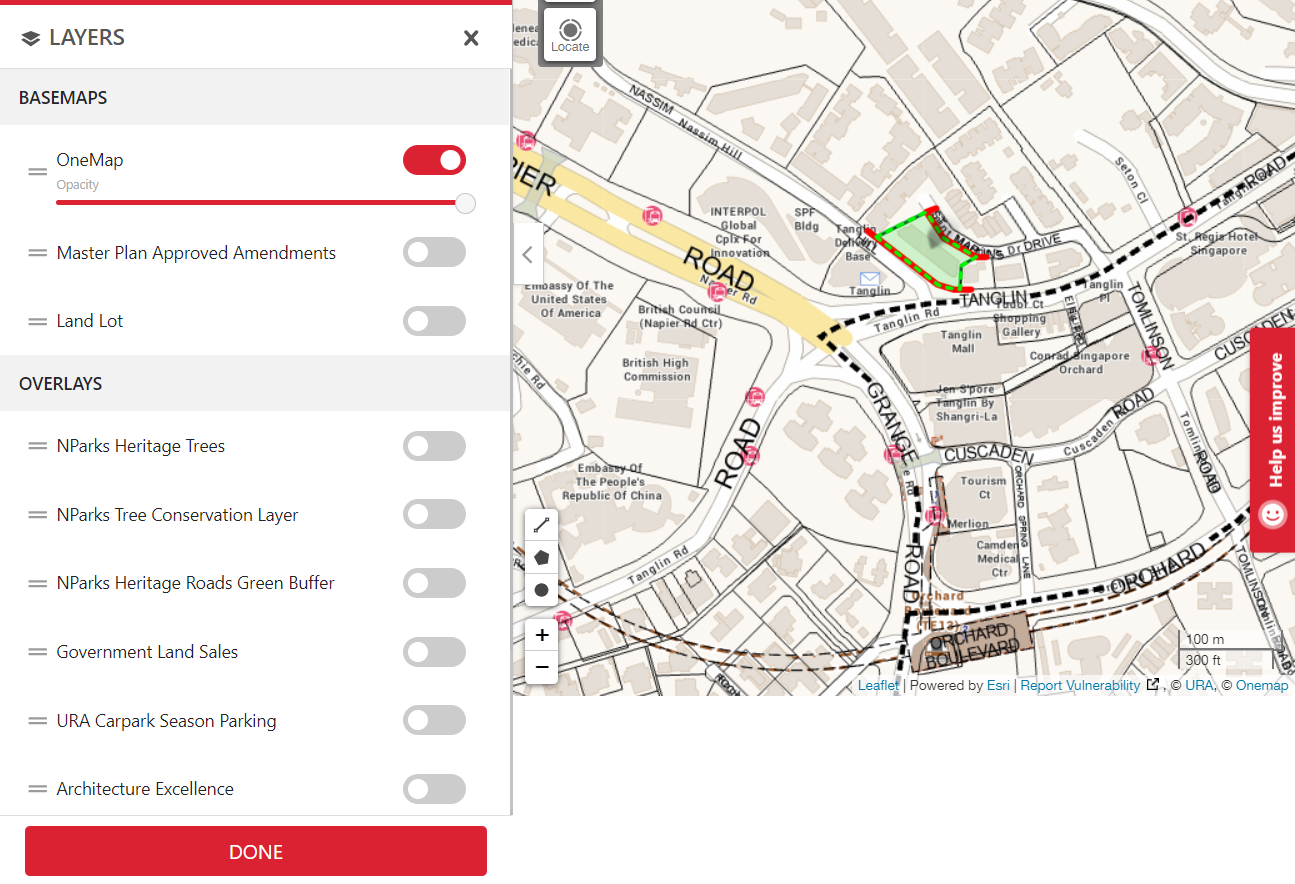 LAYERS
BASEMAPS
OneMap
Opacity
Master Plan Approved Amendments
Land Lot
OVERLAYS
NParks Heritage Trees
NParks Tree Conservation Layer
NParks Heritage Roads Green Buffer
Government Land Sales
URA Carpark Season Parking
Architecture Excellence
DONE
Locate
NASSIM
Nassim Hill
INTERPOL
Global
Cplx For
Innovation
SPF
Bldg
Tanglin
Delivery
Base
Tanglin
DRIVE
Seton Cl
ROAD
St. Regis Hotel
Singapore
ROAD
Napier Rd
Embassy Of The
United States
Of America
British Council
(Napier Rd Ctr)
British High
Commission
TANGLIN
Tanglin Rd
Tudor Ct
Shopping
Gallery
Tanglin
Pl
Tanglin
Mall
Conrad Singapore
Orchard
TOMLINSON
CUSCADEN
Jen S'pore
Tanglin By
Shangri-La
GRANGE
ROAD
Cuscaden Rd
CUSCADEN
ROAD
Embassy Of
The People's
Republic Of China
Tourism
Ct
ORCHARD SPRING LANE
ROAD
Merlion
Camden
Medical
Ctr
Tanglin Rd
ROAD
ORCHARD
Orchard
Boulevard
(TE13)
ORCHARD
BOULEVARD
TOMLINSON
100 m
300 ft
Leaflet | Powered by Esri | Report Vulnerability , © URA, © Onemap
Help us improve